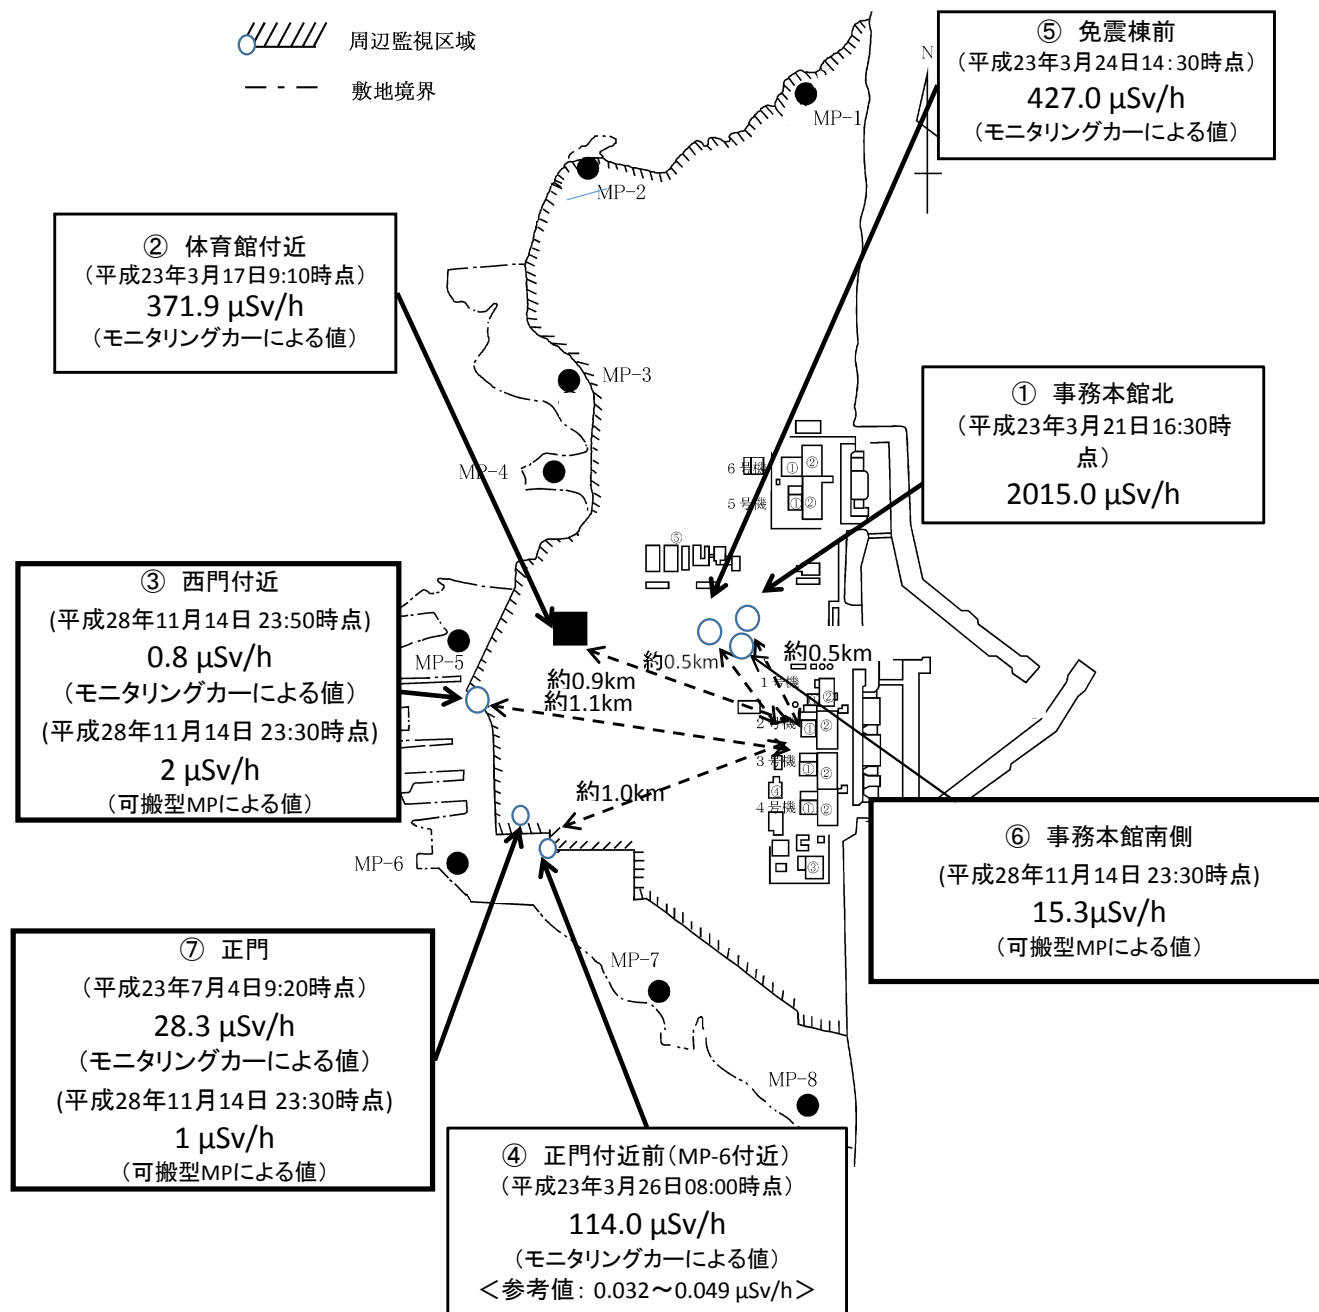 周辺監視区域
敷地境界
⑤ 免震棟前
（平成23年3月24日14：30時点）
427.0 μSv/h
（モニタリングカーによる値）
N
MP-1
MP-2
② 体育館付近
（平成23年3月17日9:10時点）
371.9 μSv/h
（モニタリングカーによる値）
MP-3
① 事務本館北
（平成23年3月21日16:30時
点）
2015.0 μSv/h
MP-4
６号機
①
②
５号機
①
②
⑤
③ 西門付近
(平成28年11月14日 23:50時点)
0.8 μSv/h
（モニタリングカーによる値）
(平成28年11月14日 23:30時点)
2 μSv/h
（可搬型MPによる値）
MP-5
約0.5km
約0.5km
約0.9km
約1.1km
１号機
②
２号機
①
②
３号機
①
②
約1.0km
④
４号機
①
②
③
MP-6
⑥ 事務本館南側
(平成28年11月14日 23:30時点)
15.3μSv/h
（可搬型MPによる値）
⑦ 正門
（平成23年7月4日9:20時点）
28.3 μSv/h
（モニタリングカーによる値）
(平成28年11月14日 23:30時点)
1 μSv/h
（可搬型MPによる値）
MP-7
MP-8
④ 正門付近前（MP-6付近）
（平成23年3月26日08:00時点）
114.0 μSv/h
（モニタリングカーによる値）
＜参考値： 0.032～0.049 μSv/h＞